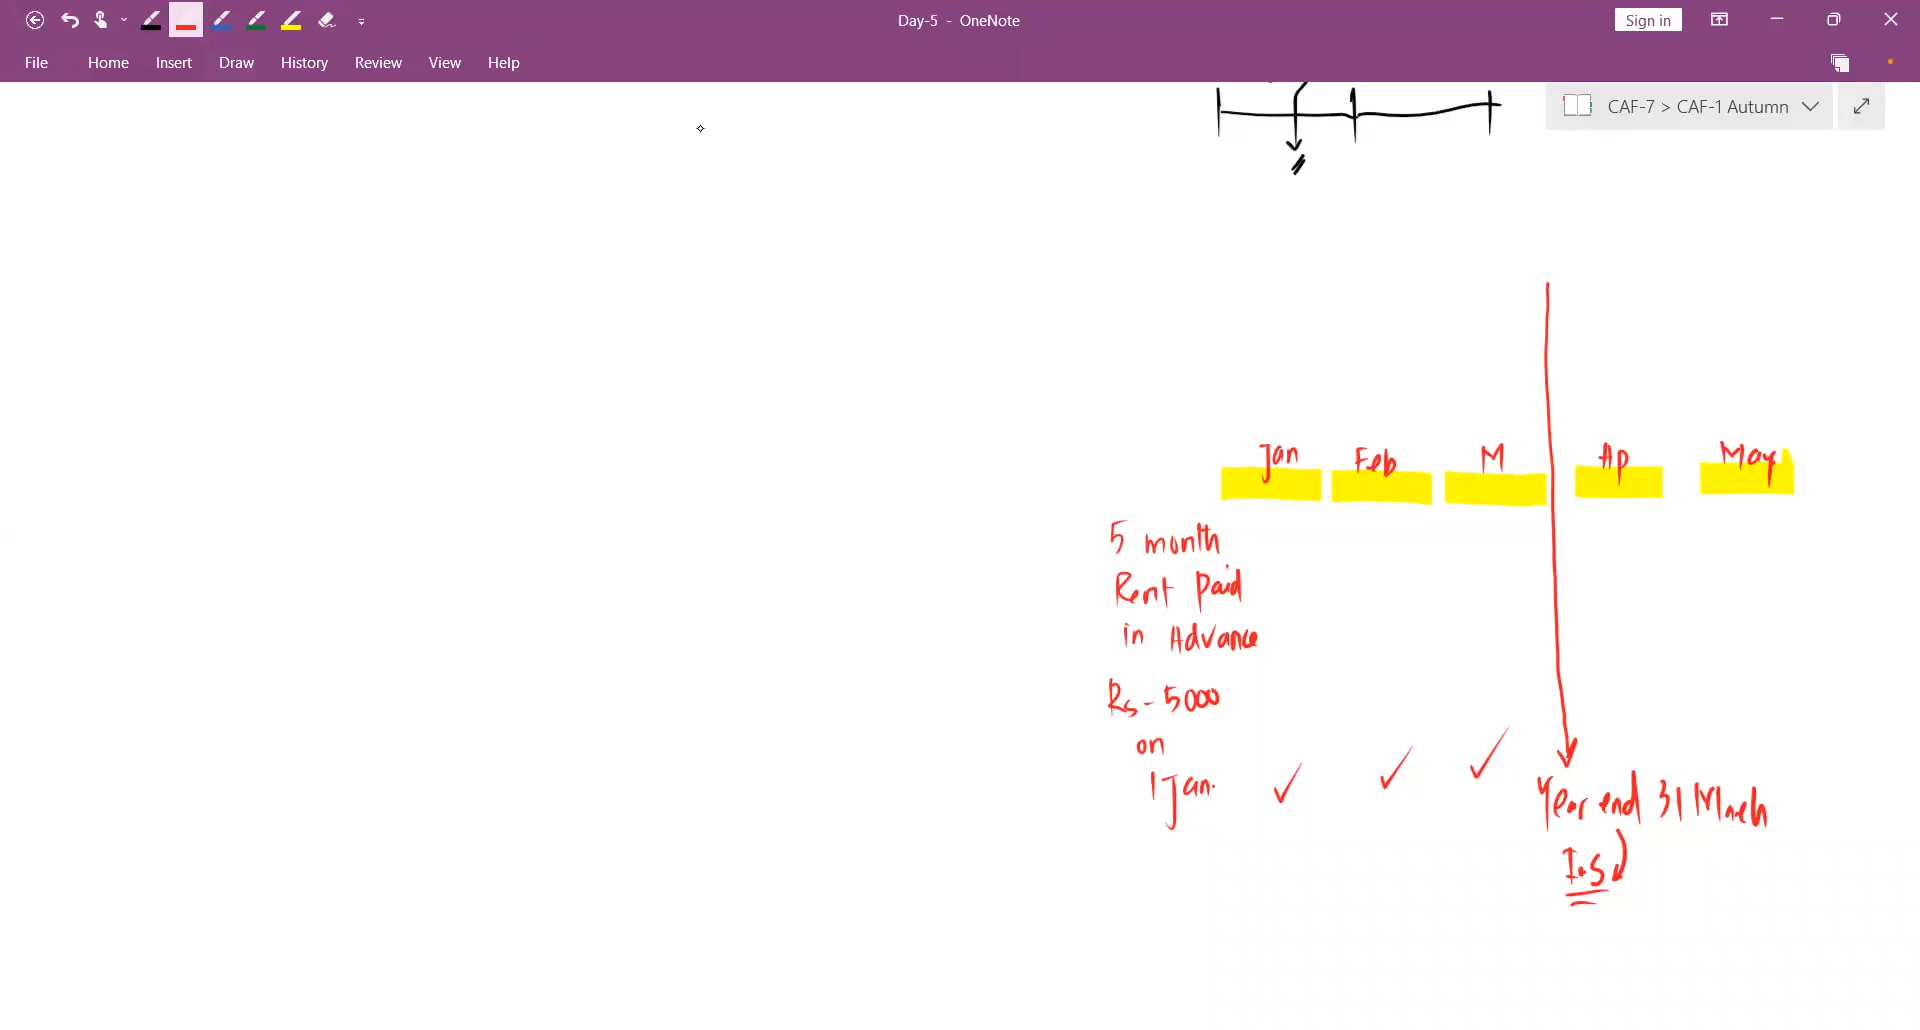 Day-5 - OneNote
Sign in
File Home Insert Draw History Review View Help
CAF-7 > CAF-1 Autumn
Jan Feb M Ap May
5 month
Rent Paid
in Advance
Rs - 5000
on
1 Jan.
Year end 31 March
I.S